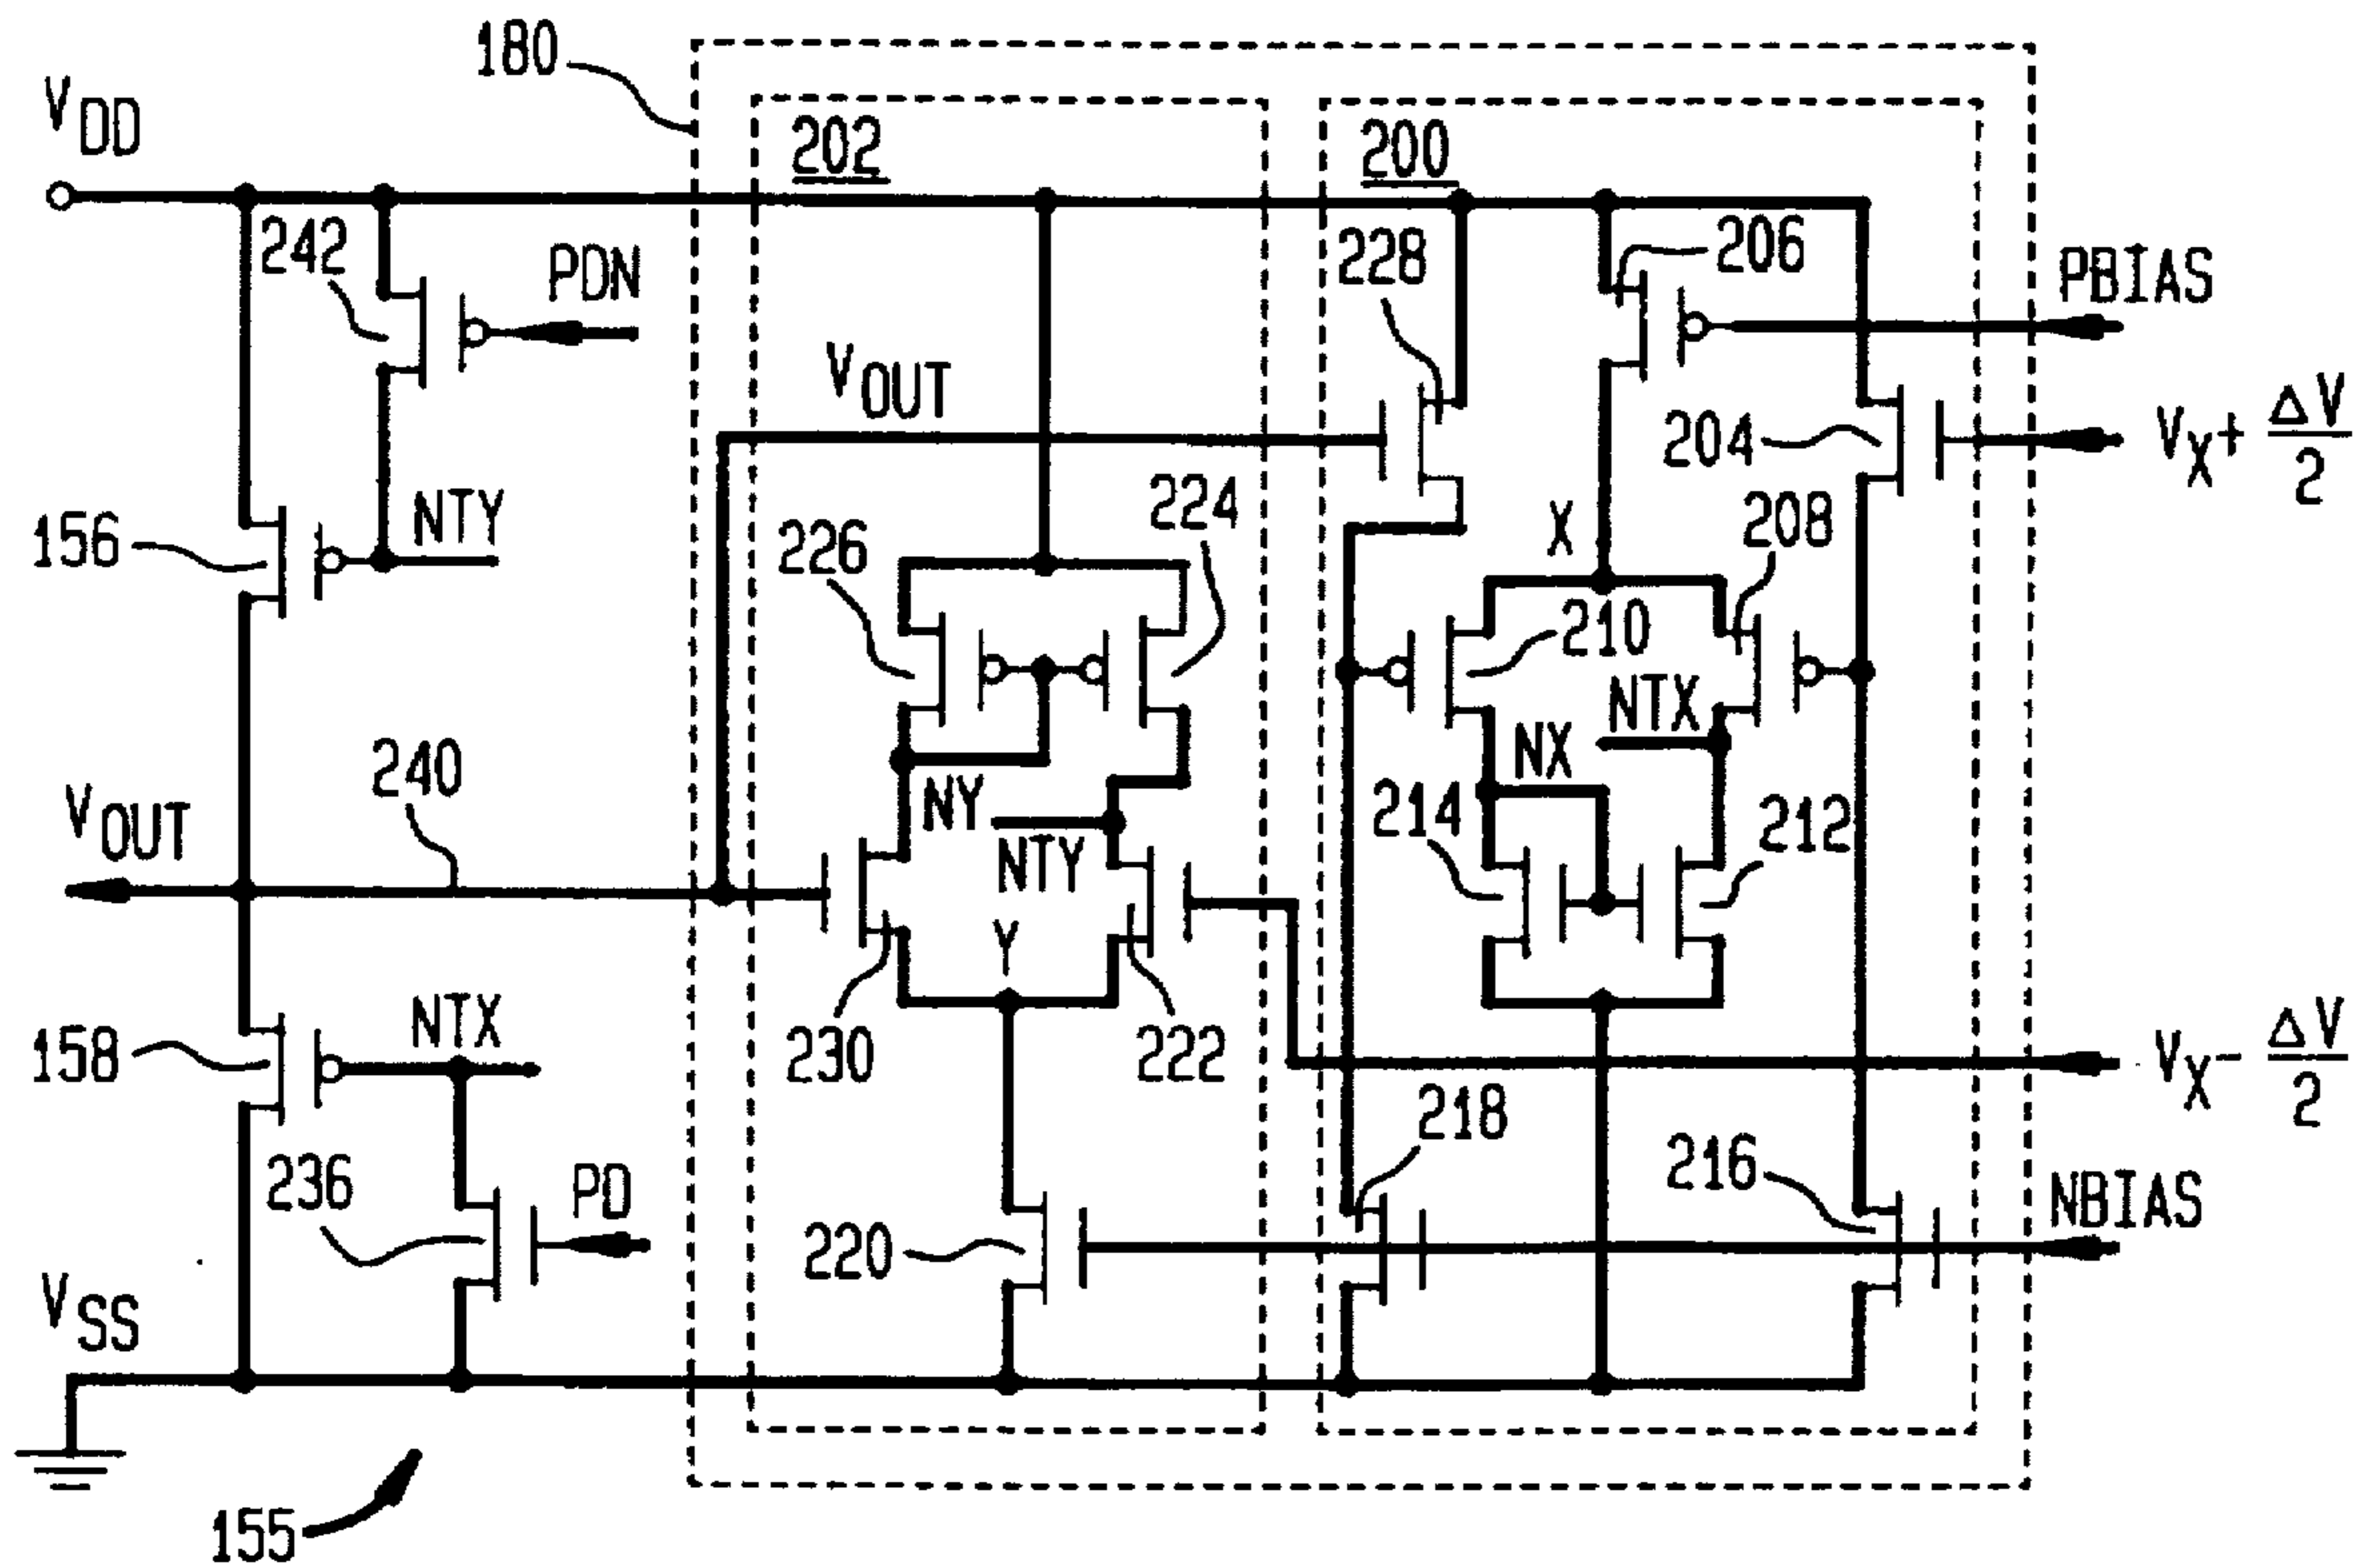 180
V_DD
202
200
242
PDN
228
206
PBIAS
V_OUT
204
V_X + ΔV/2
156
NTY
226
224
X
208
210
NTX
NX
V_OUT
240
NY
214
212
NTY
Y
158
NTX
230
222
V_X - ΔV/2
218
236
PD
216
NBIAS
220
V_SS
155